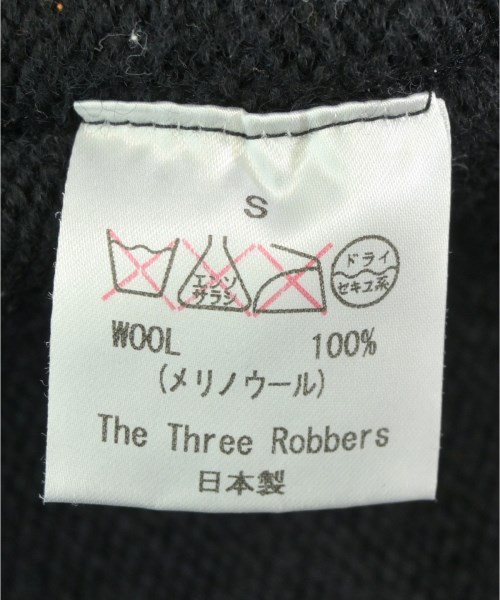 S
エンソ サラシ ドライ セキユ系
WOOL 100%
(メリノウール)
The Three Robbers
日本製